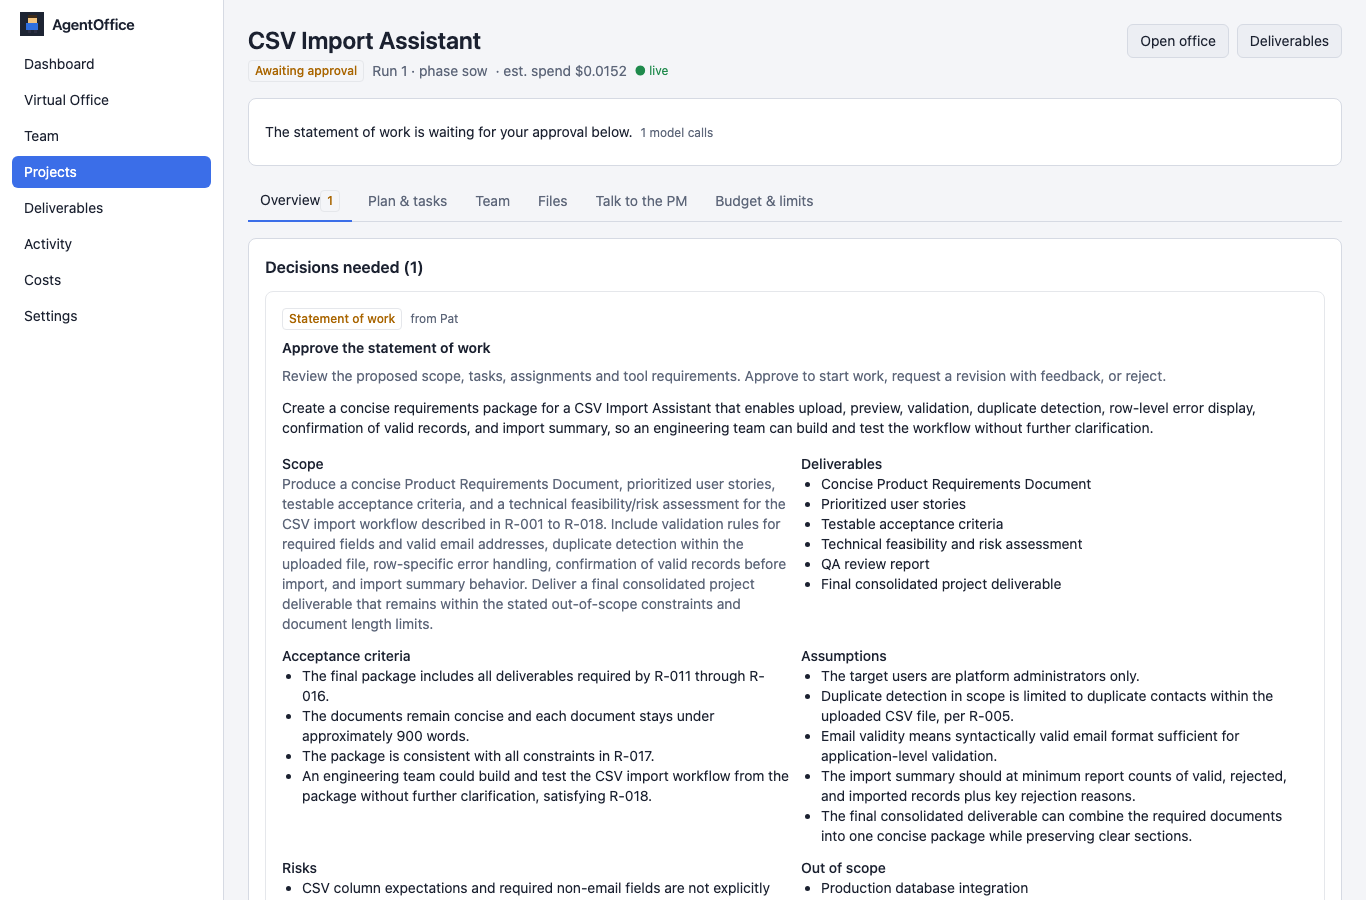 AgentOffice
Dashboard
Virtual Office
Team
Projects
Deliverables
Activity
Costs
Settings
CSV Import Assistant
Open office
Deliverables
Awaiting approval Run 1 · phase sow · est. spend $0.0152 live
The statement of work is waiting for your approval below. 1 model calls
Overview 1 Plan & tasks Team Files Talk to the PM Budget & limits
Decisions needed (1)
Statement of work from Pat
Approve the statement of work
Review the proposed scope, tasks, assignments and tool requirements. Approve to start work, request a revision with feedback, or reject.
Create a concise requirements package for a CSV Import Assistant that enables upload, preview, validation, duplicate detection, row-level error display,
confirmation of valid records, and import summary, so an engineering team can build and test the workflow without further clarification.
Scope
Produce a concise Product Requirements Document, prioritized user stories,
testable acceptance criteria, and a technical feasibility/risk assessment for the
CSV import workflow described in R-001 to R-018. Include validation rules for
required fields and valid email addresses, duplicate detection within the
uploaded file, row-specific error handling, confirmation of valid records before
import, and import summary behavior. Deliver a final consolidated project
deliverable that remains within the stated out-of-scope constraints and
document length limits.
Deliverables
• Concise Product Requirements Document
• Prioritized user stories
• Testable acceptance criteria
• Technical feasibility and risk assessment
• QA review report
• Final consolidated project deliverable
Acceptance criteria
• The final package includes all deliverables required by R-011 through R-
016.
• The documents remain concise and each document stays under
approximately 900 words.
• The package is consistent with all constraints in R-017.
• An engineering team could build and test the CSV import workflow from the
package without further clarification, satisfying R-018.
Assumptions
• The target users are platform administrators only.
• Duplicate detection in scope is limited to duplicate contacts within the
uploaded CSV file, per R-005.
• Email validity means syntactically valid email format sufficient for
application-level validation.
• The import summary should at minimum report counts of valid, rejected,
and imported records plus key rejection reasons.
• The final consolidated deliverable can combine the required documents
into one concise package while preserving clear sections.
Risks
• CSV column expectations and required non-email fields are not explicitly
Out of scope
• Production database integration